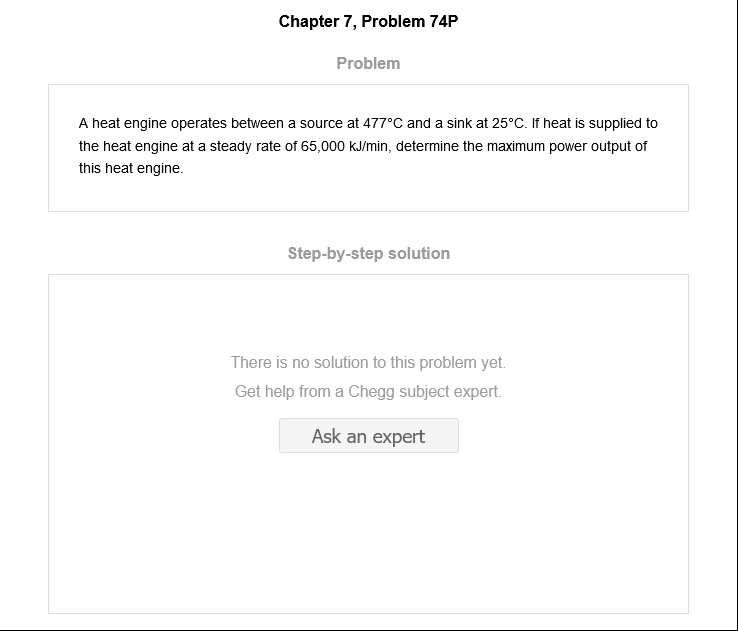 Chapter 7, Problem 74P
Problem
A heat engine operates between a source at 477°C and a sink at 25°C. If heat is supplied to
the heat engine at a steady rate of 65,000 kJ/min, determine the maximum power output of
this heat engine.
Step-by-step solution
There is no solution to this problem yet.
Get help from a Chegg subject expert.
Ask an expert